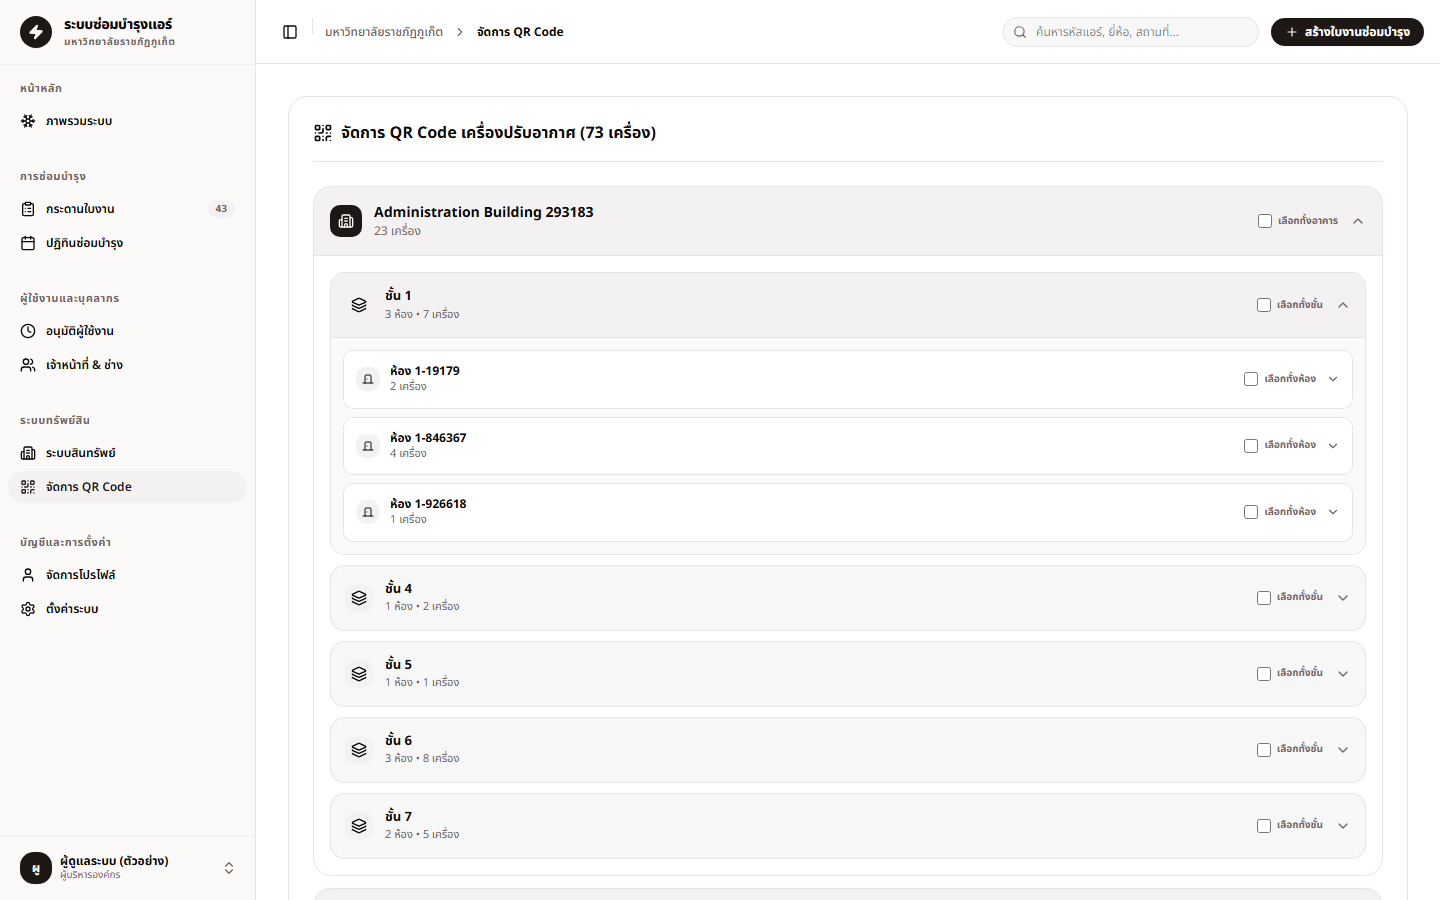 ระบบซ่อมบำรุงแอร์
มหาวิทยาลัยราชภัฏภูเก็ต
หน้าหลัก
ภาพรวมระบบ
การซ่อมบำรุง
กระดานใบงาน
43
ปฏิทินซ่อมบำรุง
ผู้ใช้งานและบุคลากร
อนุมัติผู้ใช้งาน
เจ้าหน้าที่ & ช่าง
ระบบทรัพย์สิน
ระบบสินทรัพย์
จัดการ QR Code
บัญชีและการตั้งค่า
จัดการโปรไฟล์
ตั้งค่าระบบ
ผู้
ผู้ดูแลระบบ (ตัวอย่าง)
ผู้บริหารองค์กร
มหาวิทยาลัยราชภัฏภูเก็ต
จัดการ QR Code
ค้นหารหัสแอร์, ยี่ห้อ, สถานที่...
สร้างใบงานซ่อมบำรุง
จัดการ QR Code เครื่องปรับอากาศ (73 เครื่อง)
Administration Building 293183
23 เครื่อง
เลือกทั้งอาคาร
ชั้น 1
3 ห้อง • 7 เครื่อง
เลือกทั้งชั้น
ห้อง 1-19179
2 เครื่อง
เลือกทั้งห้อง
ห้อง 1-846367
4 เครื่อง
เลือกทั้งห้อง
ห้อง 1-926618
1 เครื่อง
เลือกทั้งห้อง
ชั้น 4
1 ห้อง • 2 เครื่อง
เลือกทั้งชั้น
ชั้น 5
1 ห้อง • 1 เครื่อง
เลือกทั้งชั้น
ชั้น 6
3 ห้อง • 8 เครื่อง
เลือกทั้งชั้น
ชั้น 7
2 ห้อง • 5 เครื่อง
เลือกทั้งชั้น